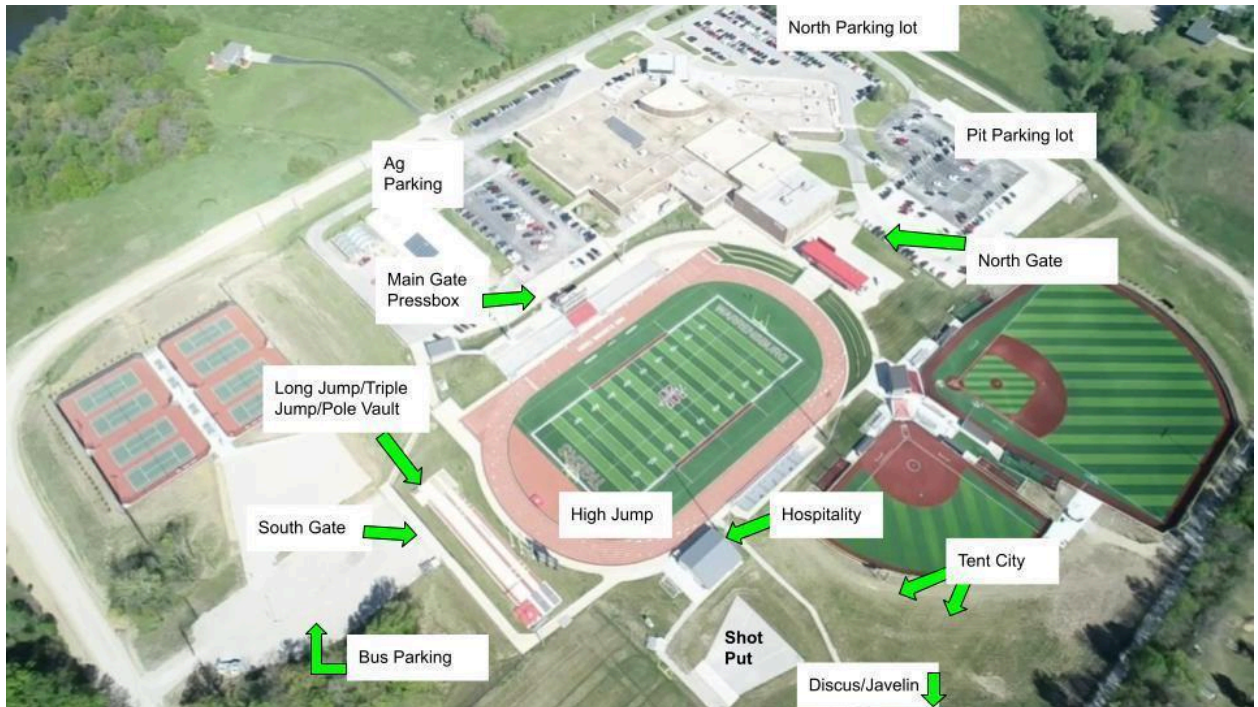 North Parking lot
Pit Parking lot
Ag
Parking
North Gate
Main Gate
Pressbox
WARRENSBURG
Long Jump/Triple
Jump/Pole Vault
South Gate
High Jump
Hospitality
Tent City
Shot
Put
Bus Parking
Discus/Javelin